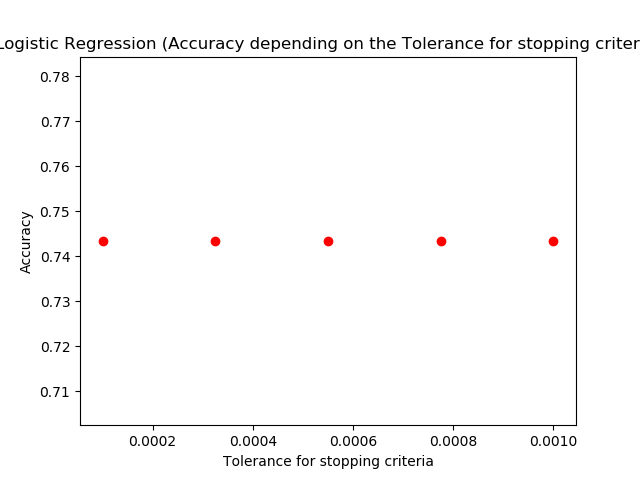 Logistic Regression (Accuracy depending on the Tolerance for stopping criter
0.78
0.77
0.76
0.75
0.74
0.73
0.72
0.71
Accuracy
0.0002 0.0004 0.0006 0.0008 0.0010
Tolerance for stopping criteria